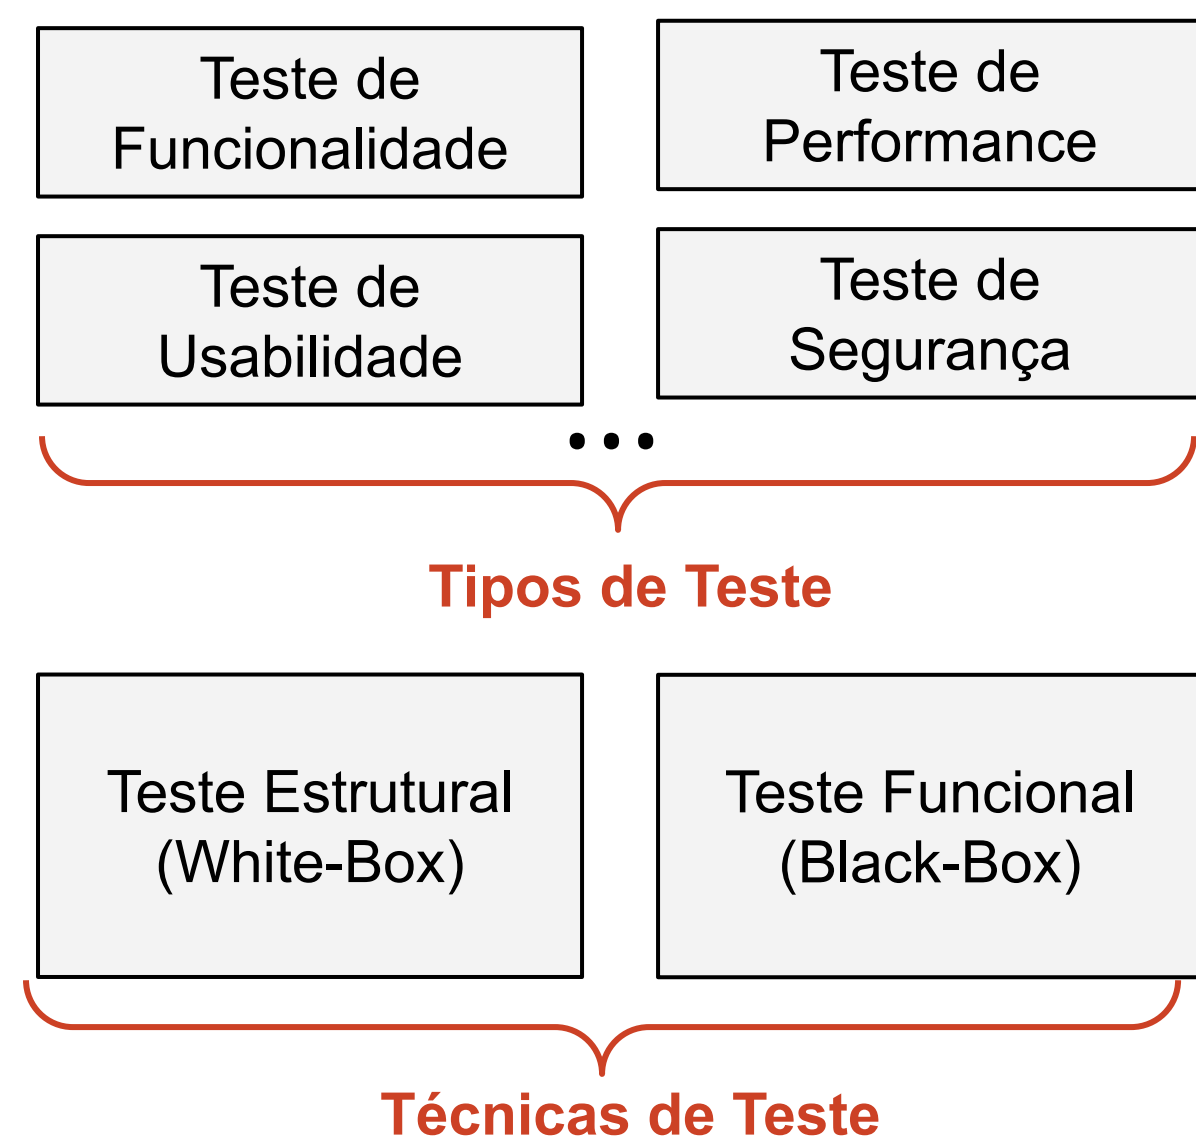 Teste de
Funcionalidade
Teste de
Performance
Teste de
Usabilidade
Teste de
Segurança
...
Tipos de Teste
Teste Estrutural
(White-Box)
Teste Funcional
(Black-Box)
Técnicas de Teste